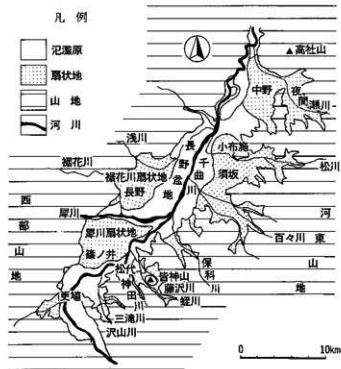 凡例
氾濫原
扇状地
山地
河川
高社山
中野
夜間瀬川
浅川
長野盆地
千曲川
小布施
須坂
松川
裾花川
裾花川扇状地
長野
百々川
河東山地
犀川
西部山地
犀川扇状地
篠ノ井
松代
保科川
皆神山
藤沢川
神田川
蛭川
更埴
三滝川
沢山川
0 10km